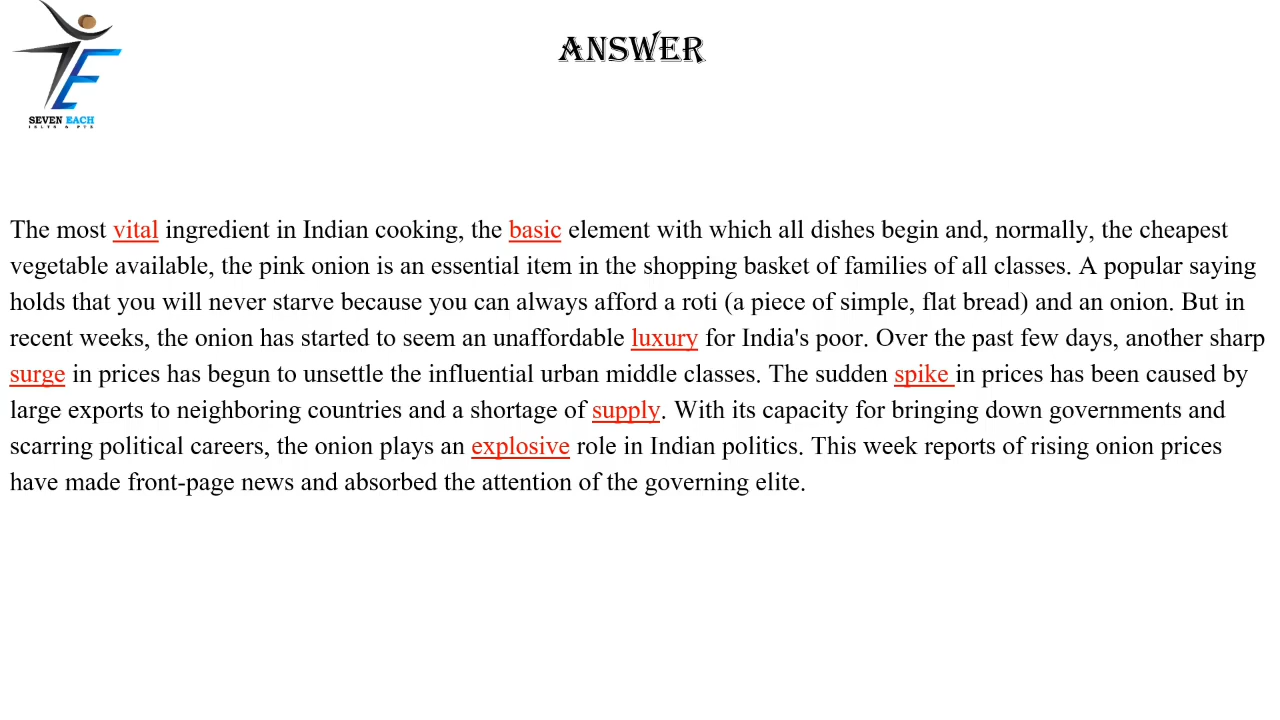 ANSWER
SEVEN EACH
IELTS & PTE
The most vital ingredient in Indian cooking, the basic element with which all dishes begin and, normally, the cheapest
vegetable available, the pink onion is an essential item in the shopping basket of families of all classes. A popular saying
holds that you will never starve because you can always afford a roti (a piece of simple, flat bread) and an onion. But in
recent weeks, the onion has started to seem an unaffordable luxury for India's poor. Over the past few days, another sharp
surge in prices has begun to unsettle the influential urban middle classes. The sudden spike in prices has been caused by
large exports to neighboring countries and a shortage of supply. With its capacity for bringing down governments and
scarring political careers, the onion plays an explosive role in Indian politics. This week reports of rising onion prices
have made front-page news and absorbed the attention of the governing elite.